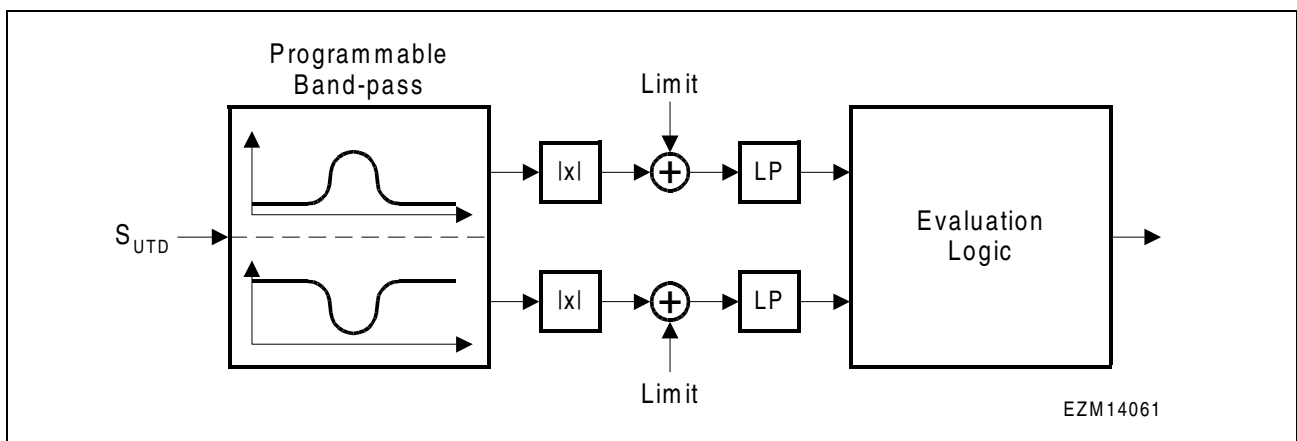 Programmable
Band-pass
Limit
|x|
+
LP
S_UTD
Evaluation
Logic
|x|
+
LP
Limit
EZM14061